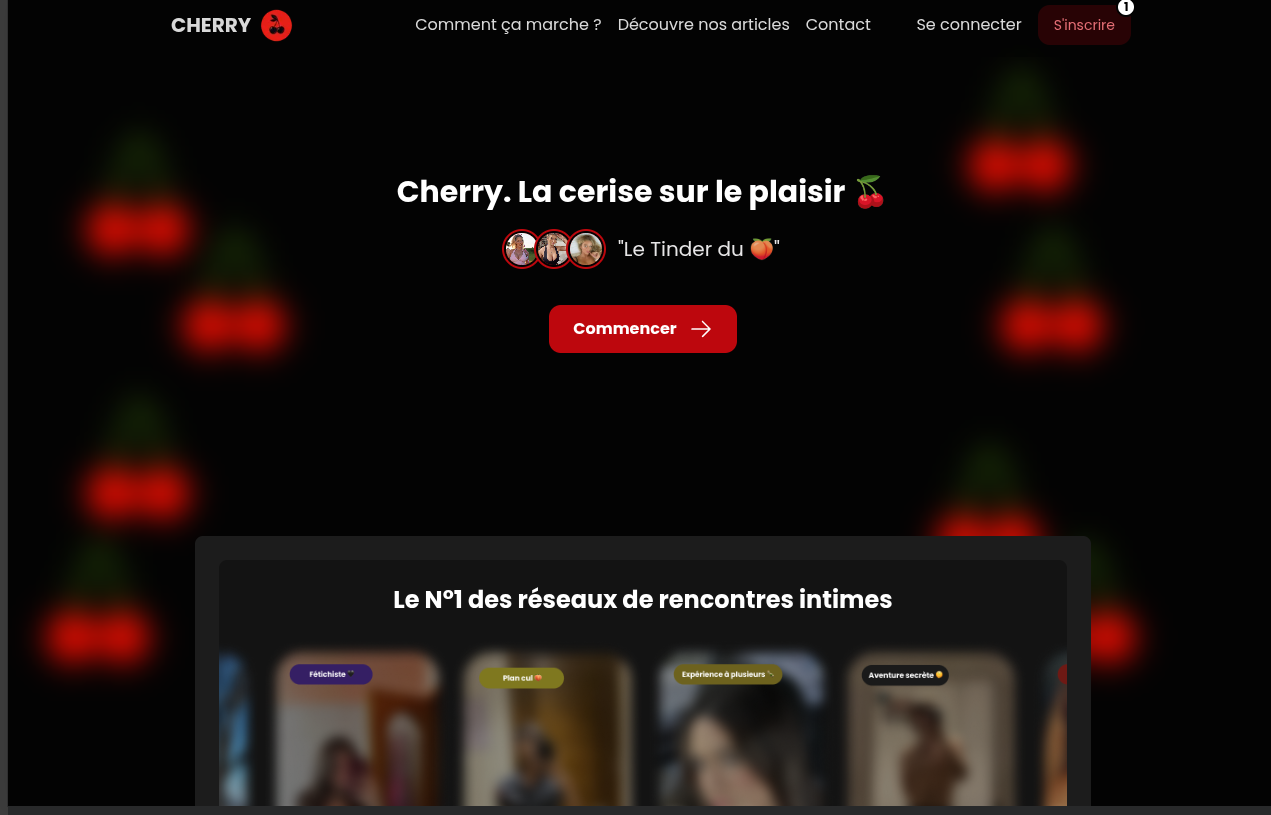 CHERRY
Comment ça marche ?
Découvre nos articles
Contact
Se connecter
S'inscrire
1
Cherry. La cerise sur le plaisir 🍒
"Le Tinder du 🍑"
Commencer
Le N°1 des réseaux de rencontres intimes
Fétichiste
Plan cul 🍑
Expérience à plusieurs
Aventure secrète